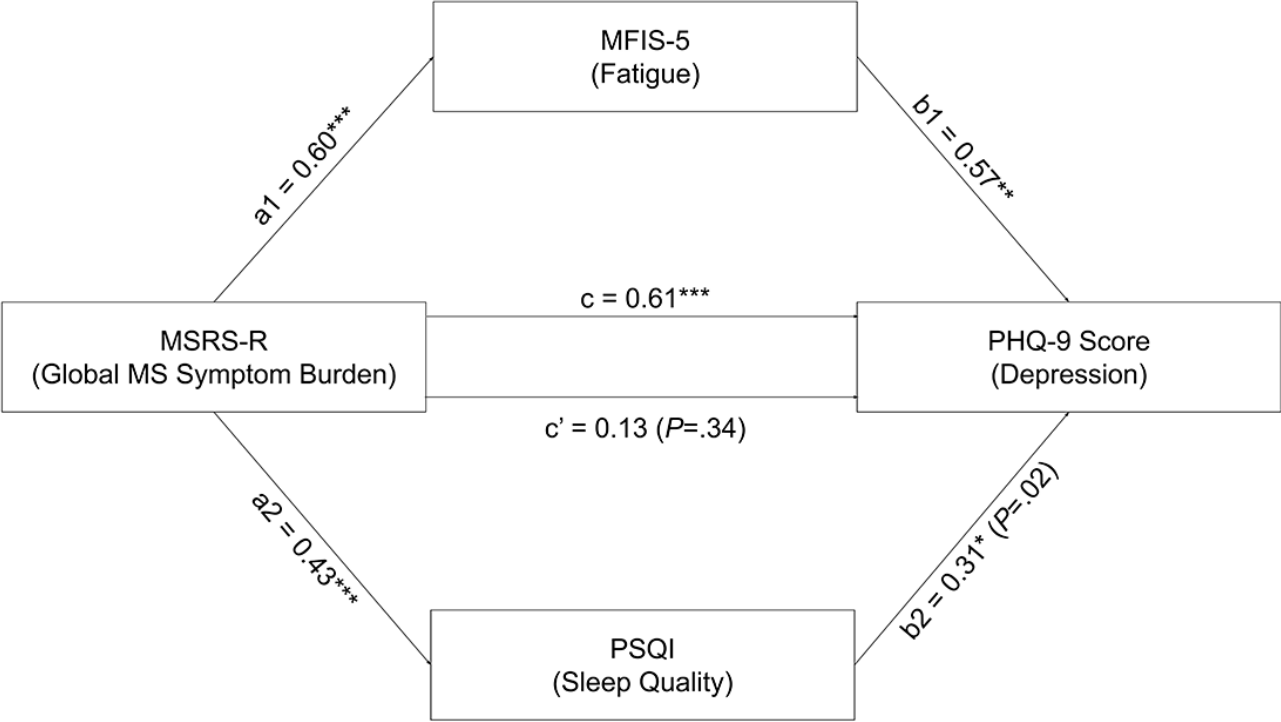 MFIS-5
(Fatigue)
a1 = 0.60***
b1 = 0.57**
c = 0.61***
MSRS-R
(Global MS Symptom Burden)
PHQ-9 Score
(Depression)
c’ = 0.13 (P=.34)
a2 = 0.43***
b2 = 0.31* (P=.02)
PSQI
(Sleep Quality)